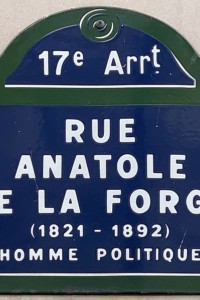 17e Arrt
RUE
ANATOLE
E LA FORG
(1821 - 1892)
HOMME POLITIQUE